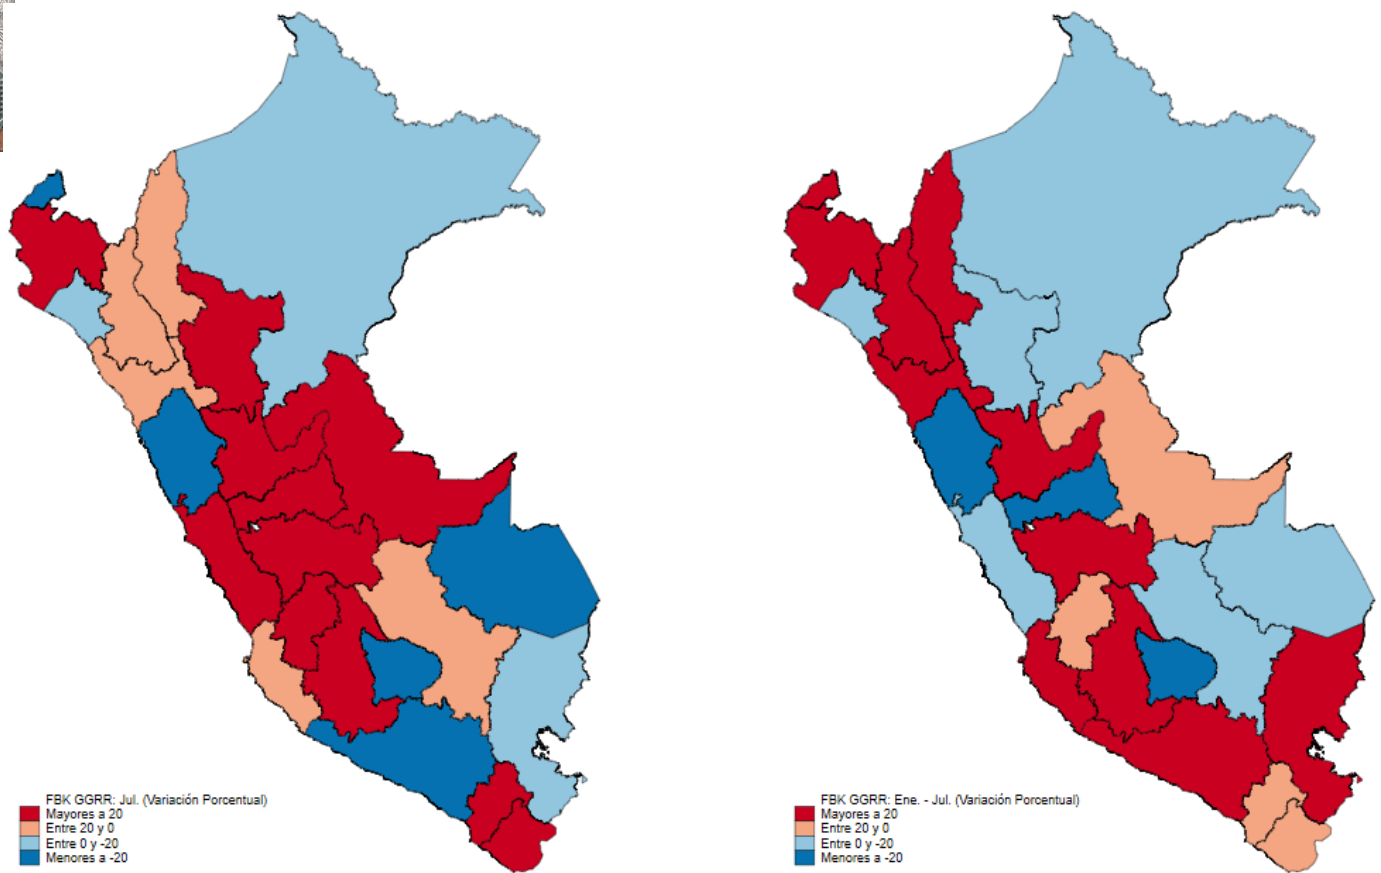 FBK GGRR: Jul. (Variación Porcentual)
Mayores a 20
Entre 20 y 0
Entre 0 y -20
Menores a -20
FBK GGRR: Ene. - Jul. (Variación Porcentual)
Mayores a 20
Entre 20 y 0
Entre 0 y -20
Menores a -20